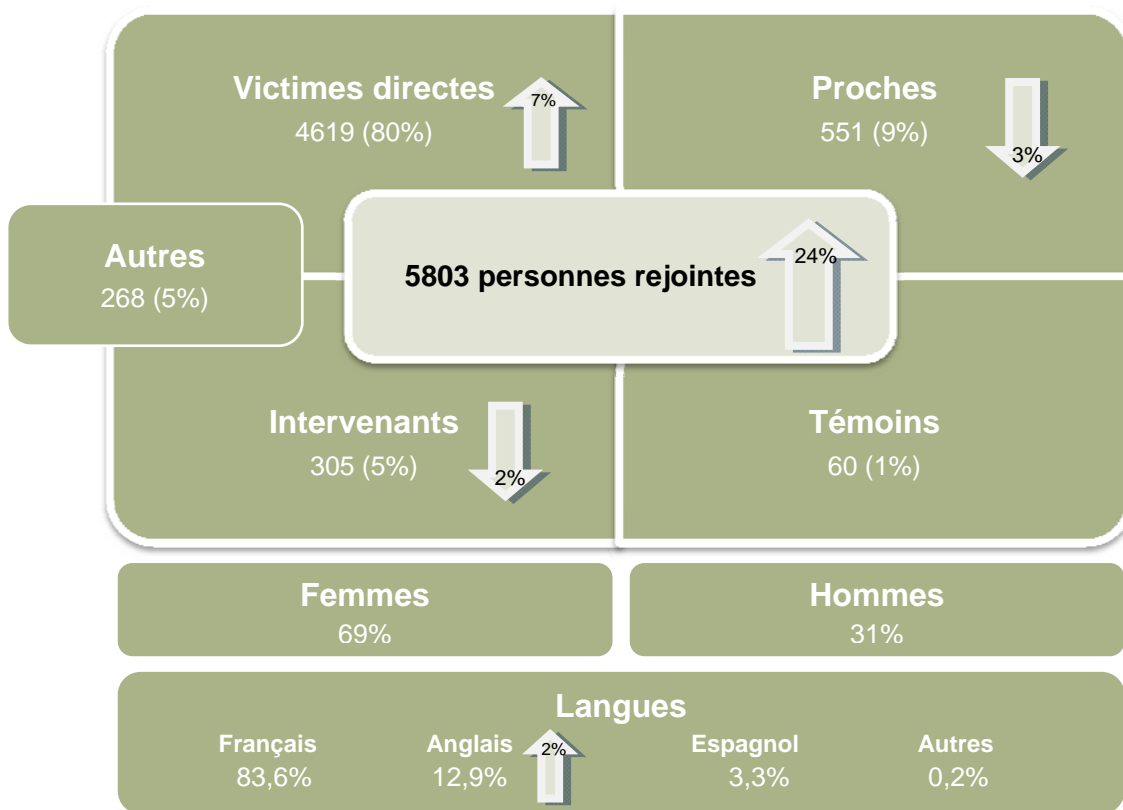 Victimes directes
4619 (80%)
7%
Proches
551 (9%)
3%
Autres
268 (5%)
5803 personnes rejointes
24%
Intervenants
305 (5%)
2%
Témoins
60 (1%)
Femmes
69%
Hommes
31%
Langues
Français
83,6%
Anglais
12,9%
2%
Espagnol
3,3%
Autres
0,2%